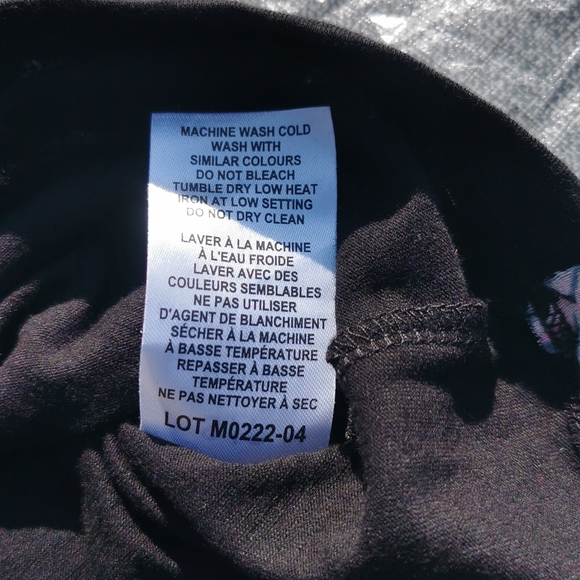 MACHINE WASH COLD
WASH WITH
SIMILAR COLOURS
DO NOT BLEACH
TUMBLE DRY LOW HEAT
IRON AT LOW SETTING
DO NOT DRY CLEAN
LAVER À LA MACHINE
À L'EAU FROIDE
LAVER AVEC DES
COULEURS SEMBLABLES
NE PAS UTILISER
D'AGENT DE BLANCHIMENT
SÉCHER À LA MACHINE
À BASSE TEMPÉRATURE
REPASSER À BASSE
TEMPÉRATURE
NE PAS NETTOYER À SEC
LOT M0222-04